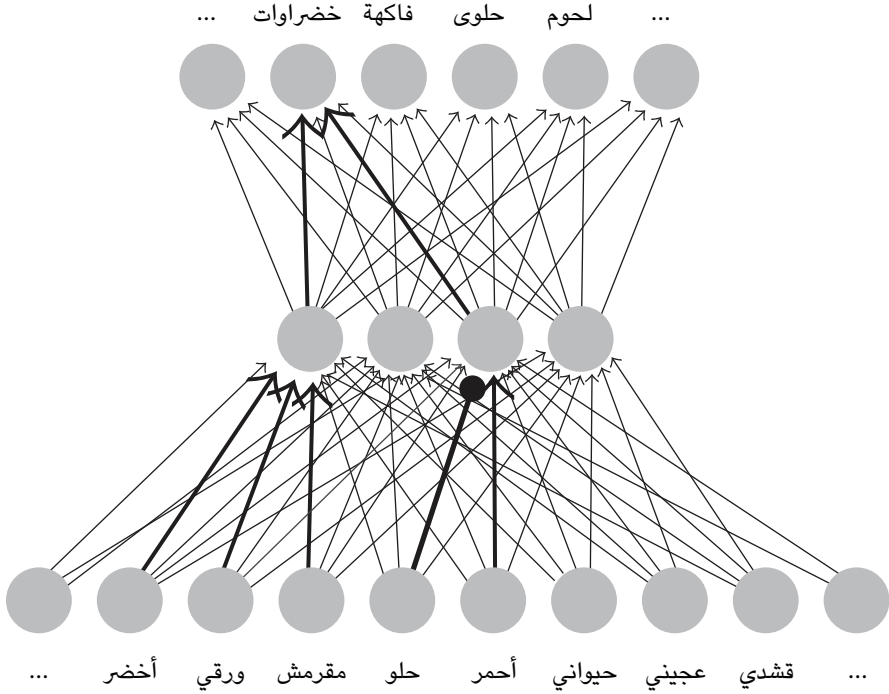 ... لحوم حلوى فاكهة خضراوات ...
... قشدي عجيني حيواني أحمر حلو مقرمش ورقي أخضر ...